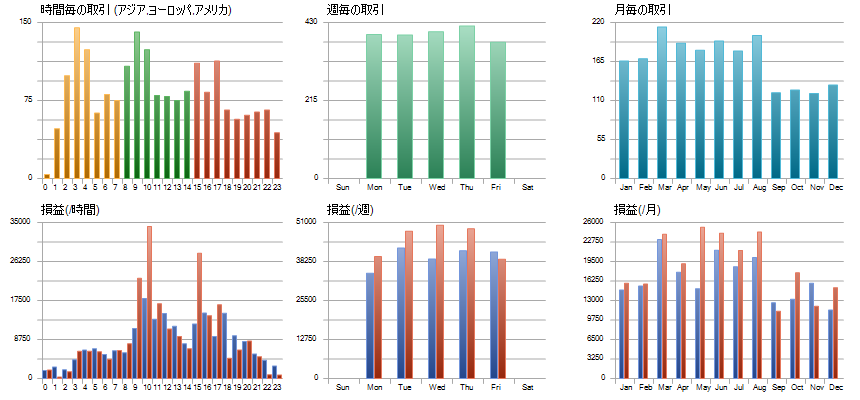 時間毎の取引 (アジア,ヨーロッパ,アメリカ)
150
75
0
0 1 2 3 4 5 6 7 8 9 10 11 12 13 14 15 16 17 18 19 20 21 22 23
週毎の取引
430
215
0
Sun Mon Tue Wed Thu Fri Sat
月毎の取引
220
165
110
55
0
Jan Feb Mar Apr May Jun Jul Aug Sep Oct Nov Dec
損益(/時間)
35000
26250
17500
8750
0
0 1 2 3 4 5 6 7 8 9 10 11 12 13 14 15 16 17 18 19 20 21 22 23
損益(/週)
51000
38250
25500
12750
0
Sun Mon Tue Wed Thu Fri Sat
損益(/月)
26000
22750
19500
16250
13000
9750
6500
3250
0
Jan Feb Mar Apr May Jun Jul Aug Sep Oct Nov Dec